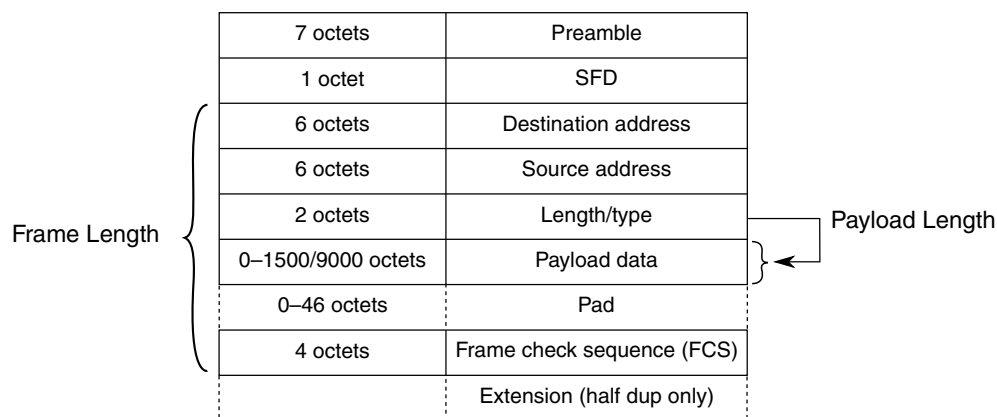 7 octets Preamble
1 octet SFD
6 octets Destination address
6 octets Source address
2 octets Length/type
Payload Length
Frame Length
0–1500/9000 octets Payload data
0–46 octets Pad
4 octets Frame check sequence (FCS)
Extension (half dup only)